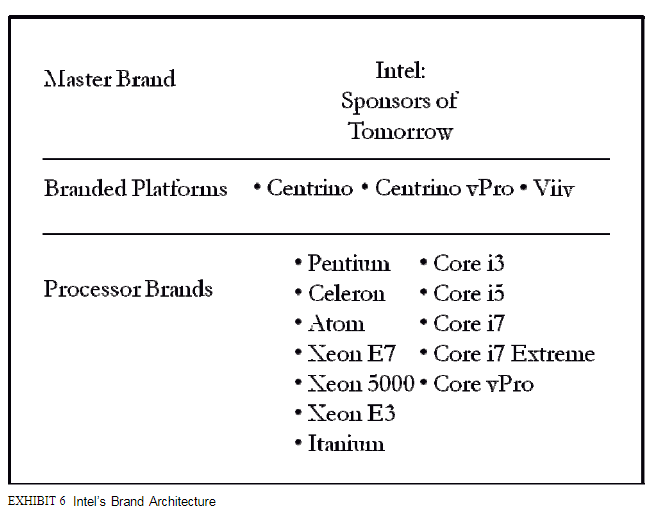 Master Brand
Intel:
Sponsors of
Tomorrow
Branded Platforms • Centrino • Centrino vPro • Viiv
Processor Brands
• Pentium • Core i3
• Celeron • Core i5
• Atom • Core i7
• Xeon E7 • Core i7 Extreme
• Xeon 5000 • Core vPro
• Xeon E3
• Itanium
EXHIBIT 6 Intel's Brand Architecture